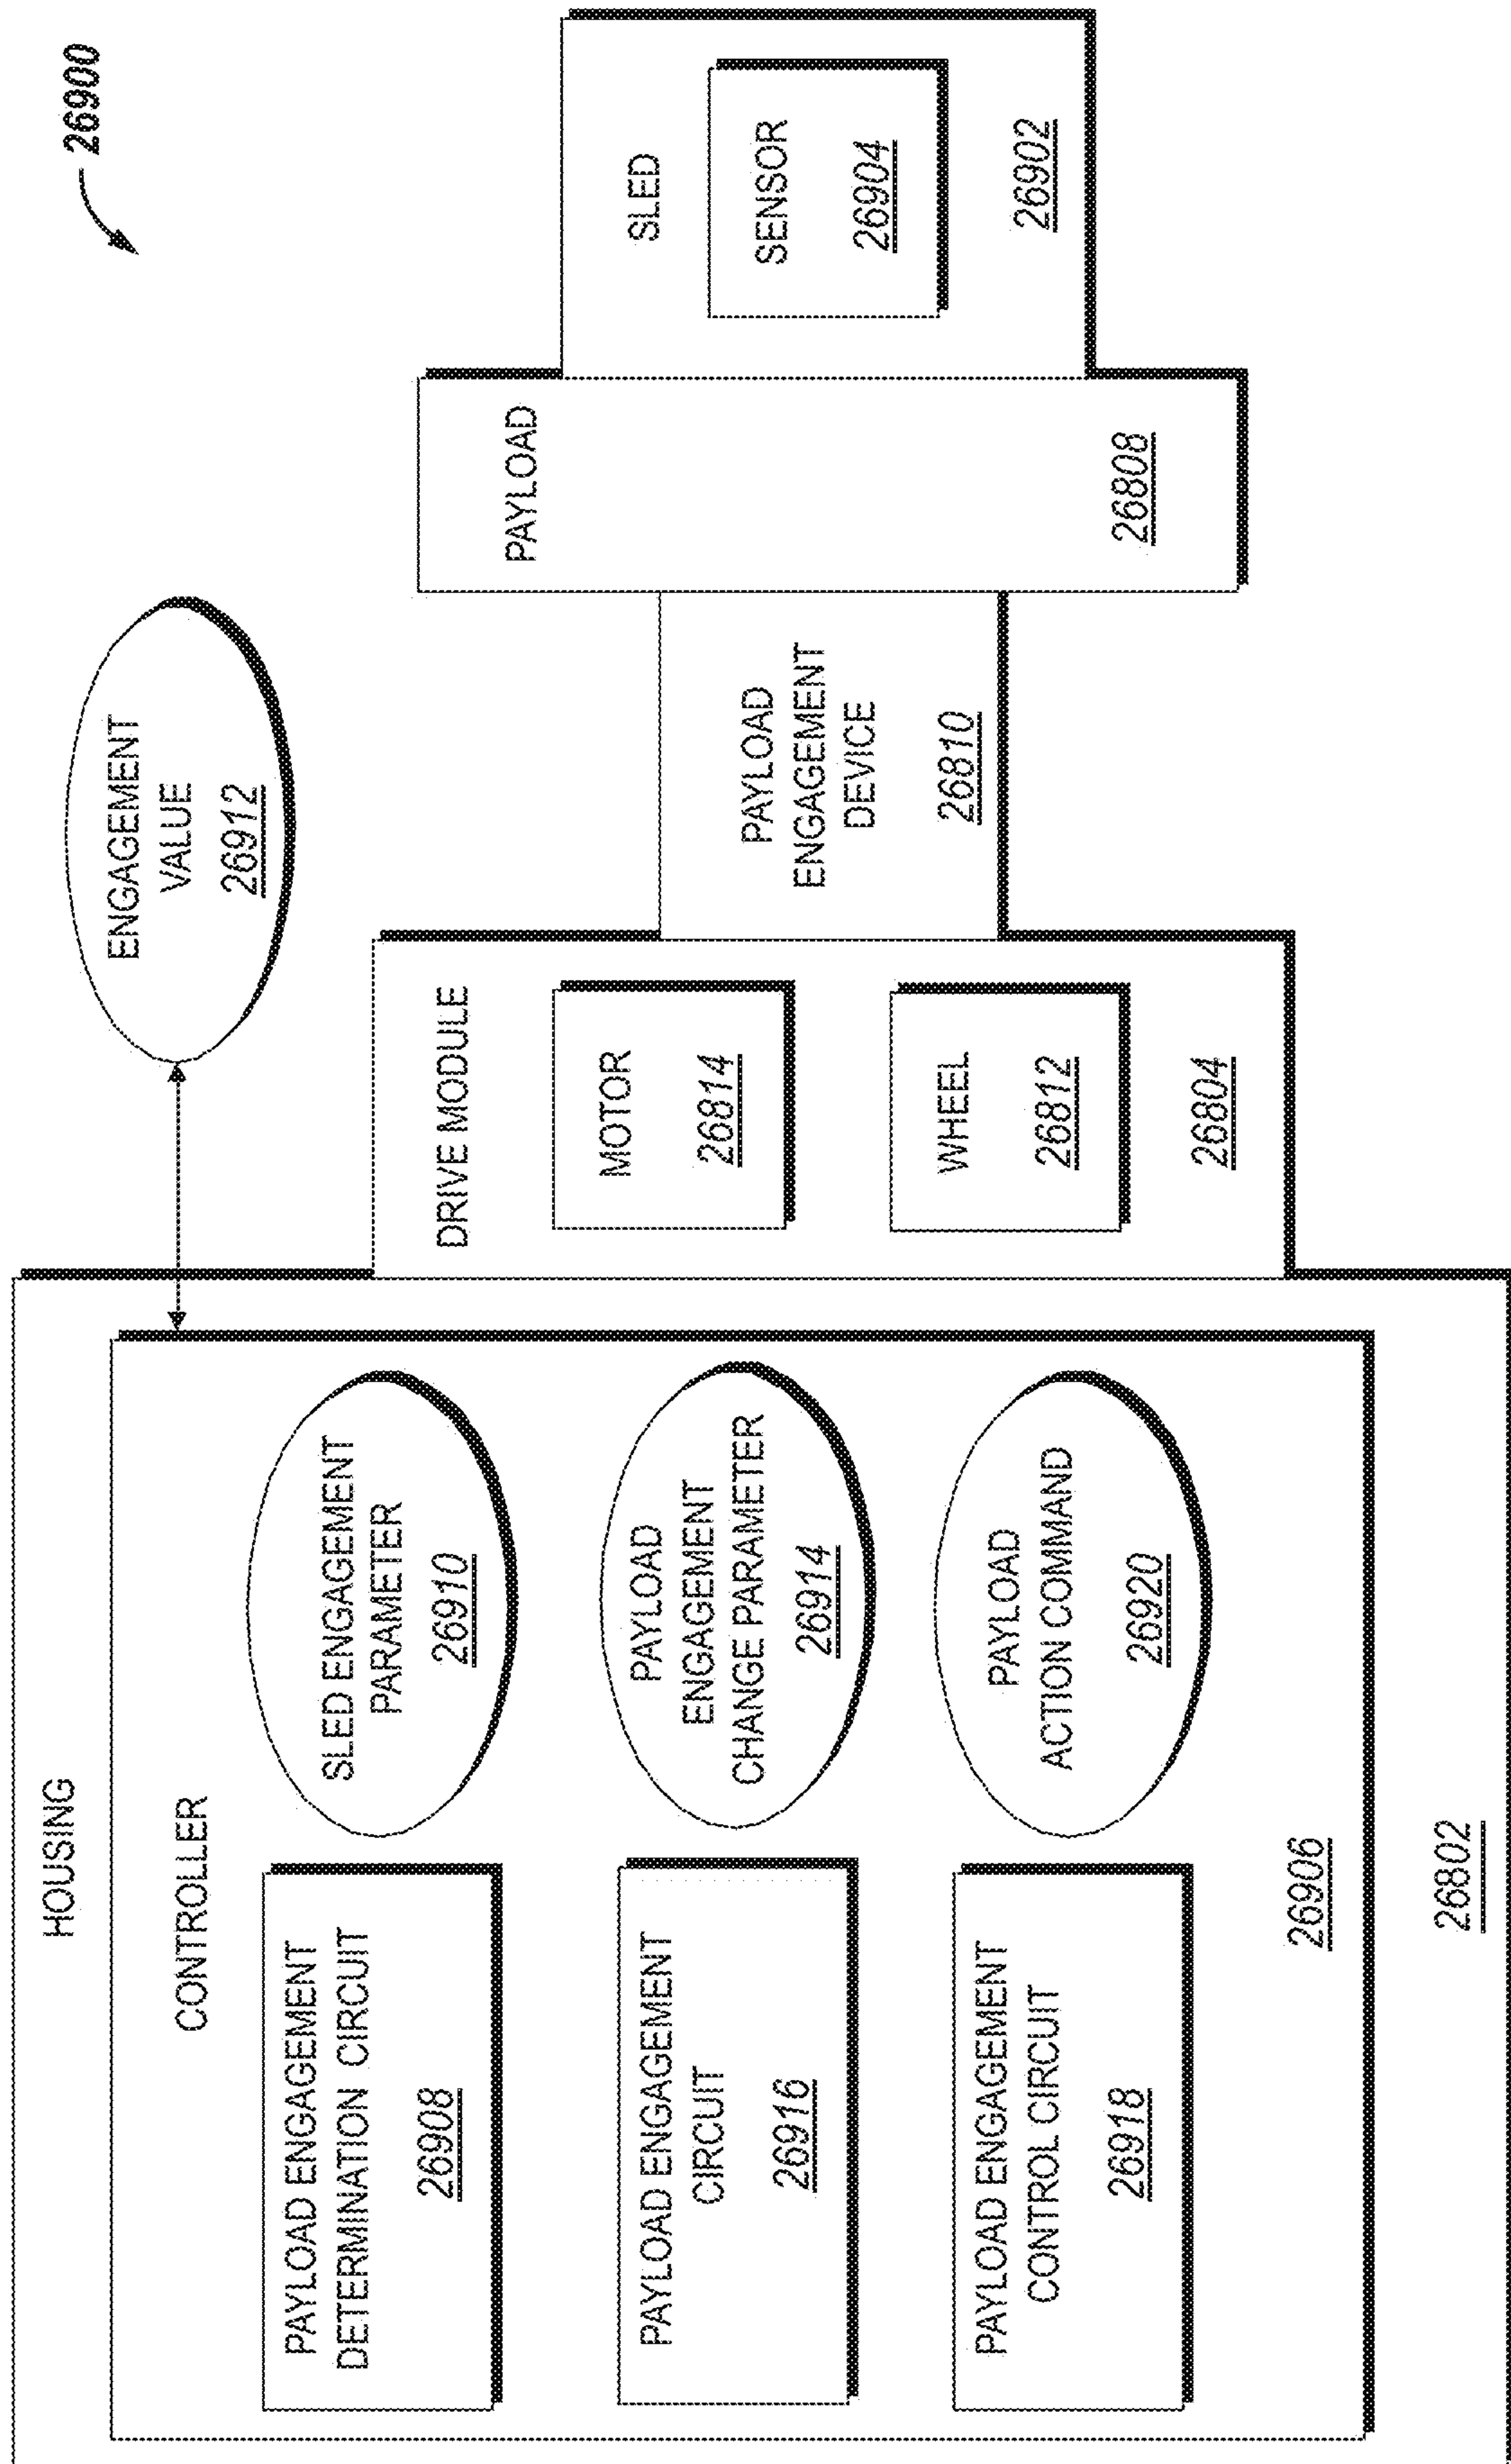 26900
HOUSING
CONTROLLER
PAYLOAD ENGAGEMENT
DETERMINATION CIRCUIT
26908
SLED ENGAGEMENT
PARAMETER
26910
PAYLOAD ENGAGEMENT
CIRCUIT
26916
PAYLOAD
ENGAGEMENT
CHANGE PARAMETER
26914
PAYLOAD ENGAGEMENT
CONTROL CIRCUIT
26918
PAYLOAD
ACTION COMMAND
26920
26906
26802
ENGAGEMENT
VALUE
26912
DRIVE MODULE
MOTOR
26814
WHEEL
26812
26804
PAYLOAD
ENGAGEMENT
DEVICE
26810
PAYLOAD
26808
SLED
SENSOR
26904
26902